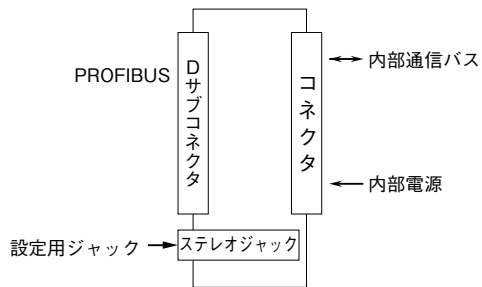 PROFIBUS
Dサブコネクタ
コネクタ
内部通信バス
内部電源
設定用ジャック
ステレオジャック